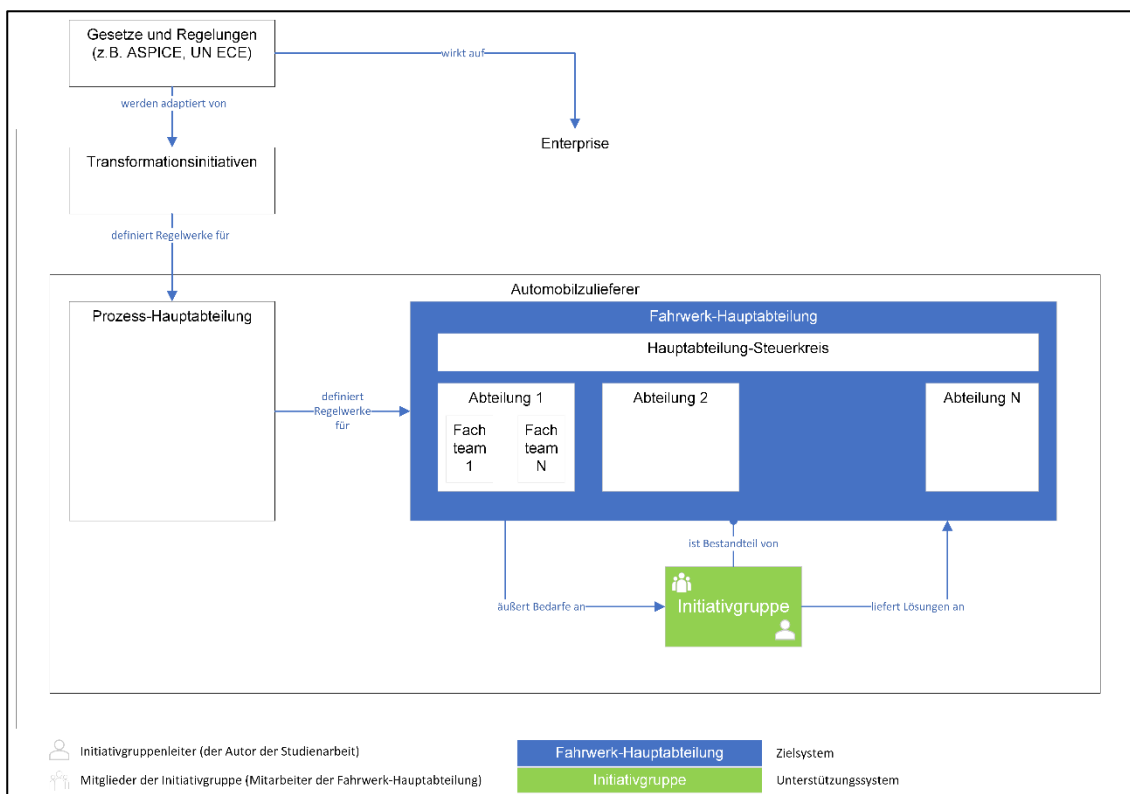 Gesetze und Regelungen
(z.B. ASPICE, UN ECE)
wirkt auf
werden adaptiert von
Enterprise
Transformationsinitiativen
definiert Regelwerke für
Automobilzulieferer
Prozess-Hauptabteilung
Fahrwerk-Hauptabteilung
Hauptabteilung-Steuerkreis
definiert
Regelwerke
für
Abteilung 1
Fach
team
1
Fach
team
N
Abteilung 2
Abteilung N
ist Bestandteil von
äußert Bedarfe an
Initiativgruppe
liefert Lösungen an
Initiativgruppenleiter (der Autor der Studienarbeit)
Fahrwerk-Hauptabteilung
Zielsystem
Mitglieder der Initiativgruppe (Mitarbeiter der Fahrwerk-Hauptabteilung)
Initiativgruppe
Unterstützungssystem